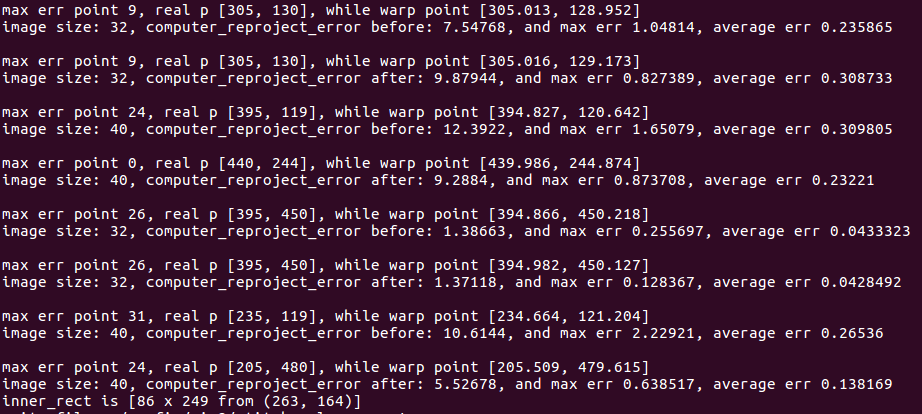 max err point 9, real p [305, 130], while warp point [305.013, 128.952]
image size: 32, computer_reproject_error before: 7.54768, and max err 1.04814, average err 0.235865
max err point 9, real p [305, 130], while warp point [305.016, 129.173]
image size: 32, computer_reproject_error after: 9.87944, and max err 0.827389, average err 0.308733
max err point 24, real p [395, 119], while warp point [394.827, 120.642]
image size: 40, computer_reproject_error before: 12.3922, and max err 1.65079, average err 0.309805
max err point 0, real p [440, 244], while warp point [439.986, 244.874]
image size: 40, computer_reproject_error after: 9.2884, and max err 0.873708, average err 0.23221
max err point 26, real p [395, 450], while warp point [394.866, 450.218]
image size: 32, computer_reproject_error before: 1.38663, and max err 0.255697, average err 0.0433323
max err point 26, real p [395, 450], while warp point [394.982, 450.127]
image size: 32, computer_reproject_error after: 1.37118, and max err 0.128367, average err 0.0428492
max err point 31, real p [235, 119], while warp point [234.664, 121.204]
image size: 40, computer_reproject_error before: 10.6144, and max err 2.22921, average err 0.26536
max err point 24, real p [205, 480], while warp point [205.509, 479.615]
image size: 40, computer_reproject_error after: 5.52678, and max err 0.638517, average err 0.138169
inner_rect is [86 x 249 from (263, 164)]